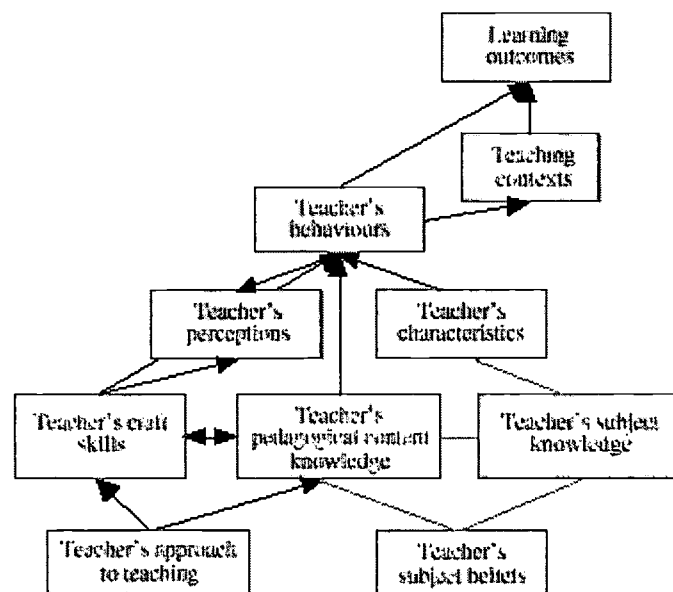 Learning
outcomes
Teaching
contexts
Teacher's
behaviours
Teacher's
perceptions
Teacher's
characteristics
Teacher's craft
skills
Teacher's
pedagogical content
knowledge
Teacher's subject
knowledge
Teacher's approach
to teaching
Teacher's
subject beliefs